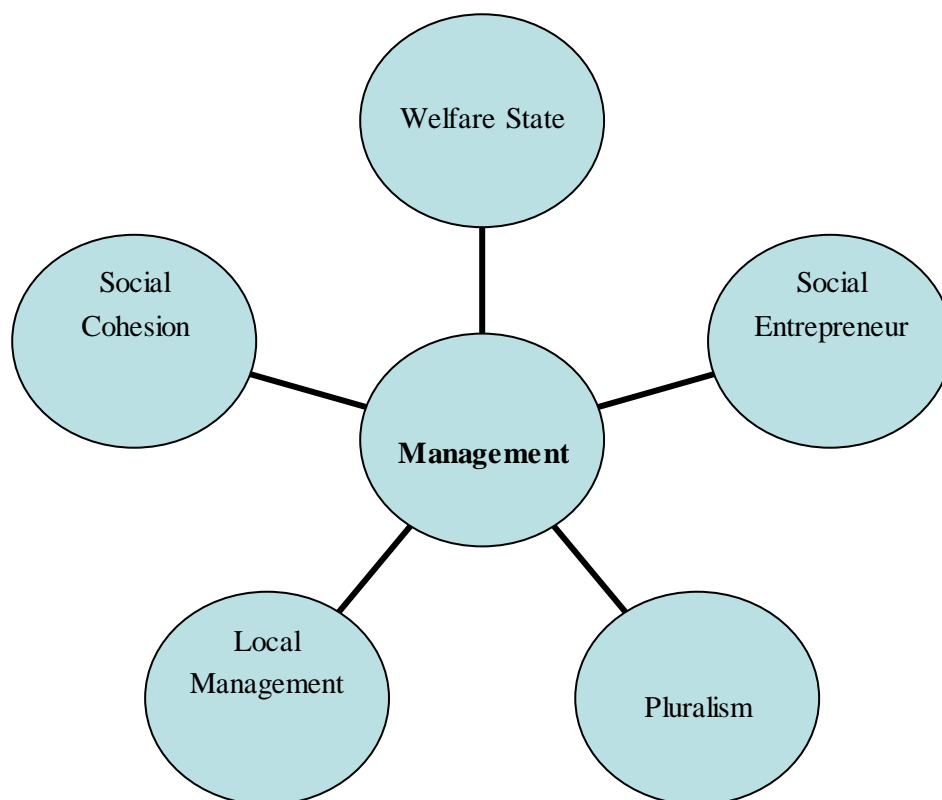 Welfare State
Social
Cohesion
Social
Entrepreneur
Management
Local
Management
Pluralism